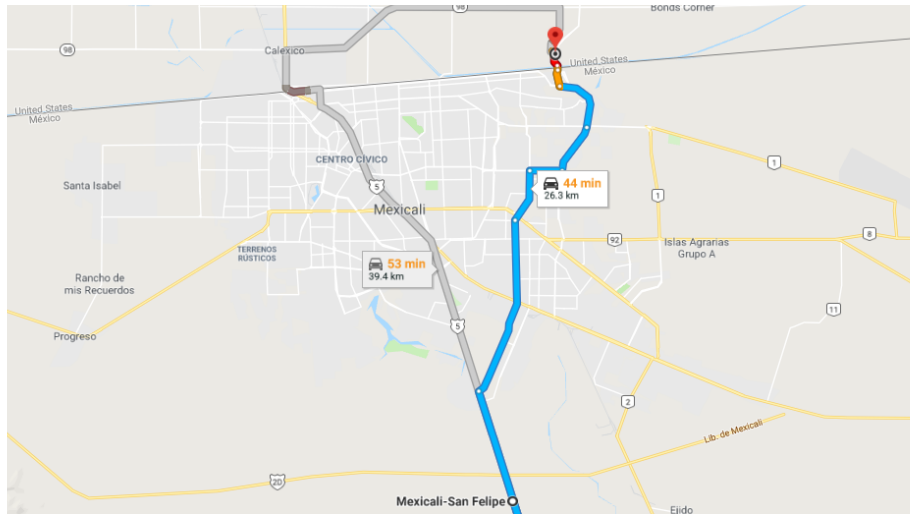 98
Bonds Corner
98
Calexico
United States
México
United States
México
CENTRO CÍVICO
1
Santa Isabel
5
44 min
26.3 km
1
Mexicali
8
92
Islas Agrarias
Grupo A
TERRENOS
RÚSTICOS
53 min
39.4 km
Rancho de
mis Recuerdos
11
5
Progreso
2
Lib. de Mexicali
2D
Mexicali-San Felipe
Ejido